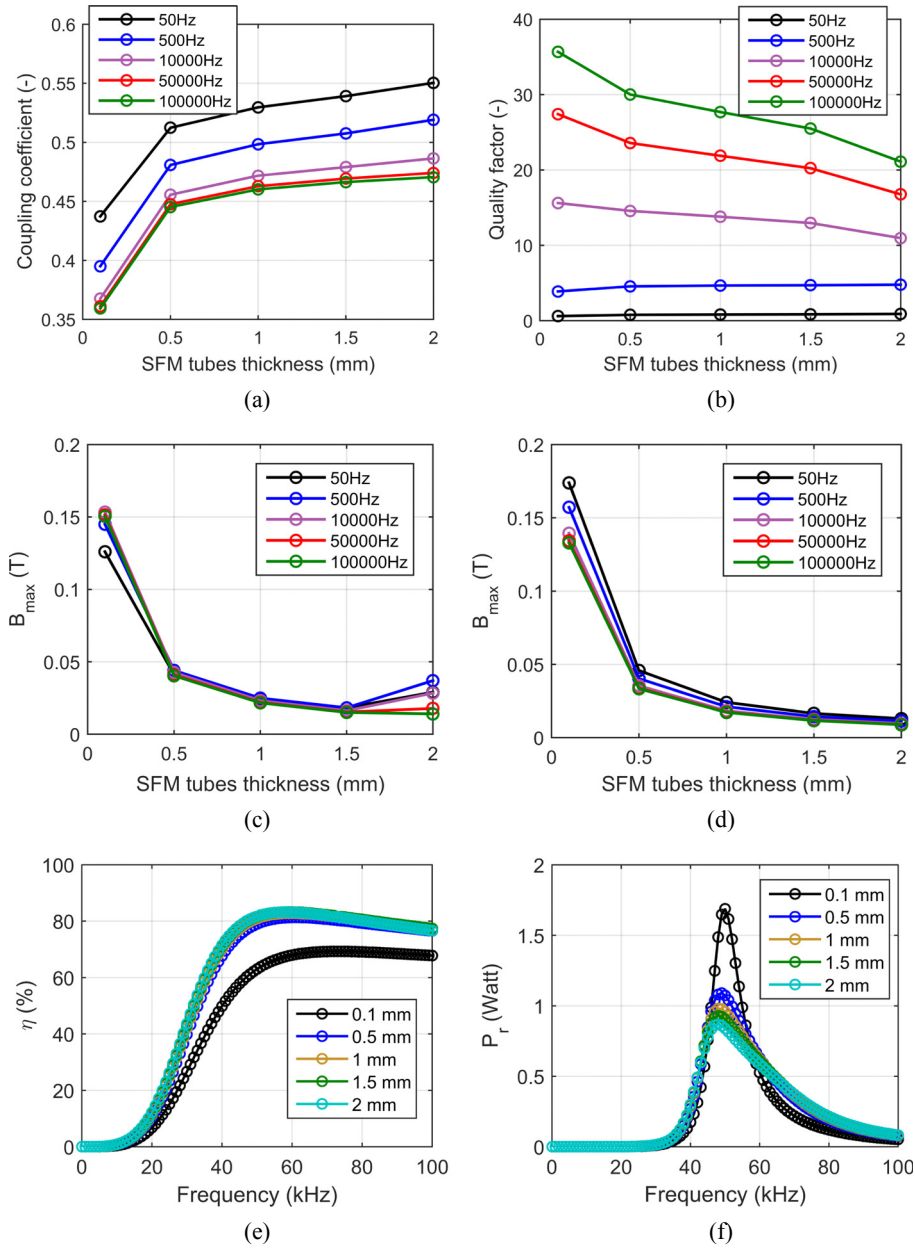 50Hz
500Hz
10000Hz
50000Hz
100000Hz
0.6
0.55
0.5
0.45
0.4
0.35
Coupling coefficient (-)
0 0.5 1 1.5 2
SFM tubes thickness (mm)
(a)
50Hz
500Hz
10000Hz
50000Hz
100000Hz
40
30
20
10
0
Quality factor (-)
0 0.5 1 1.5 2
SFM tubes thickness (mm)
(b)
50Hz
500Hz
10000Hz
50000Hz
100000Hz
0.2
0.15
0.1
0.05
0
Bmax (T)
0 0.5 1 1.5 2
SFM tubes thickness (mm)
(c)
50Hz
500Hz
10000Hz
50000Hz
100000Hz
0.2
0.15
0.1
0.05
0
Bmax (T)
0 0.5 1 1.5 2
SFM tubes thickness (mm)
(d)
100
80
60
40
20
0
η (%)
0.1 mm
0.5 mm
1 mm
1.5 mm
2 mm
0 20 40 60 80 100
Frequency (kHz)
(e)
2
1.5
1
0.5
0
Pr (Watt)
0.1 mm
0.5 mm
1 mm
1.5 mm
2 mm
0 20 40 60 80 100
Frequency (kHz)
(f)